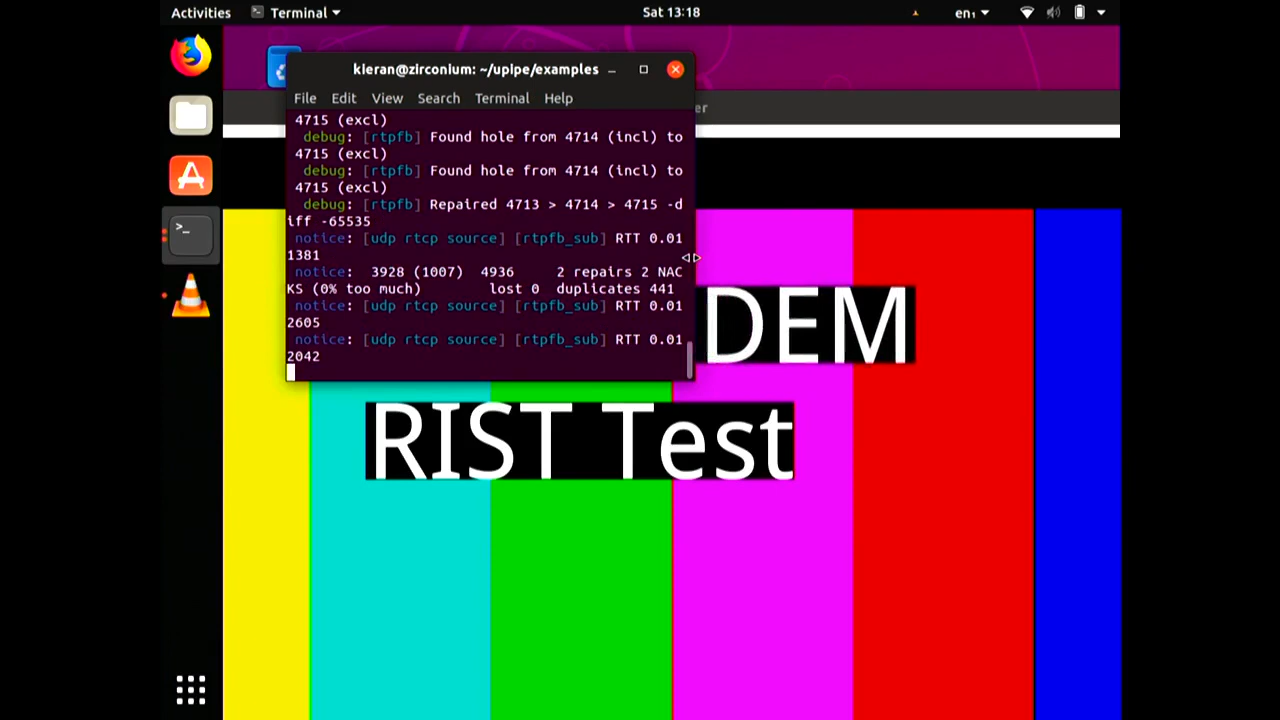 Activities
Terminal
Sat 13:18
en₁
kieran@zirconium: ~/upipe/examples
File Edit View Search Terminal Help
er
4715 (excl)
debug: [rtpfb] Found hole from 4714 (incl) to
4715 (excl)
debug: [rtpfb] Found hole from 4714 (incl) to
4715 (excl)
debug: [rtpfb] Repaired 4713 > 4714 > 4715 -d
iff -65535
notice: [udp rtcp source] [rtpfb_sub] RTT 0.01
1381
notice: 3928 (1007) 4936 2 repairs 2 NAC
KS (0% too much) lost 0 duplicates 441
notice: [udp rtcp source] [rtpfb_sub] RTT 0.01
2605
notice: [udp rtcp source] [rtpfb_sub] RTT 0.01
2042
DEM
RIST Test